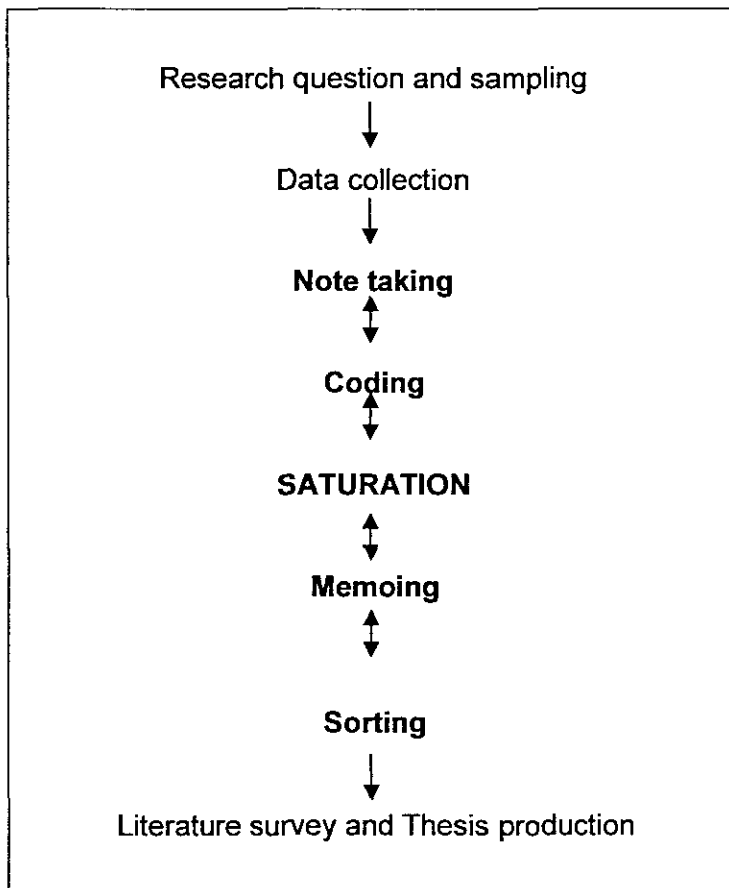 Research question and sampling
Data collection
Note taking
Coding
SATURATION
Memoing
Sorting
Literature survey and Thesis production